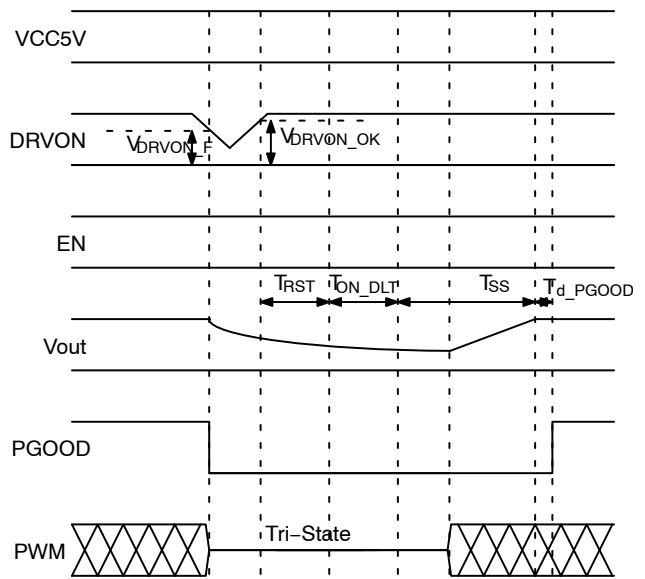 VCC5V
DRVON
VDRVON_F
VDRVON_OK
EN
TRST
TON_DLT
TSS
Td_PGOOD
Vout
PGOOD
Tri-State
PWM